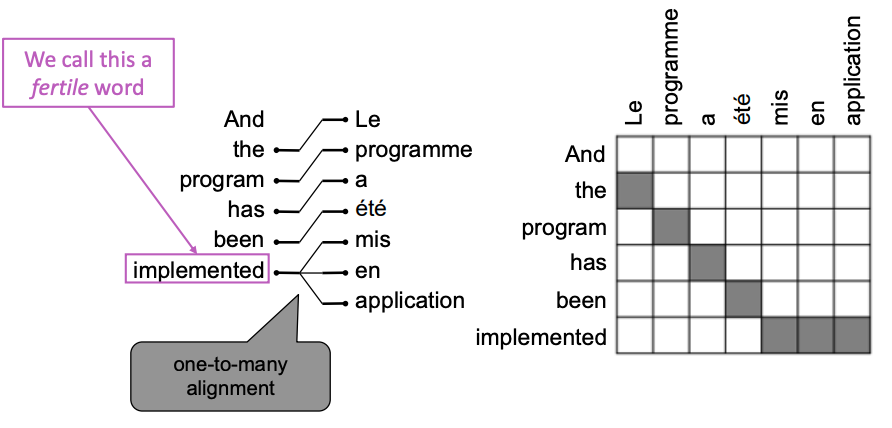 We call this a
fertile word
And
the
program
has
been
implemented
Le
programme
a
été
mis
en
application
one-to-many
alignment
Le
programme
a
été
mis
en
application
And
the
program
has
been
implemented